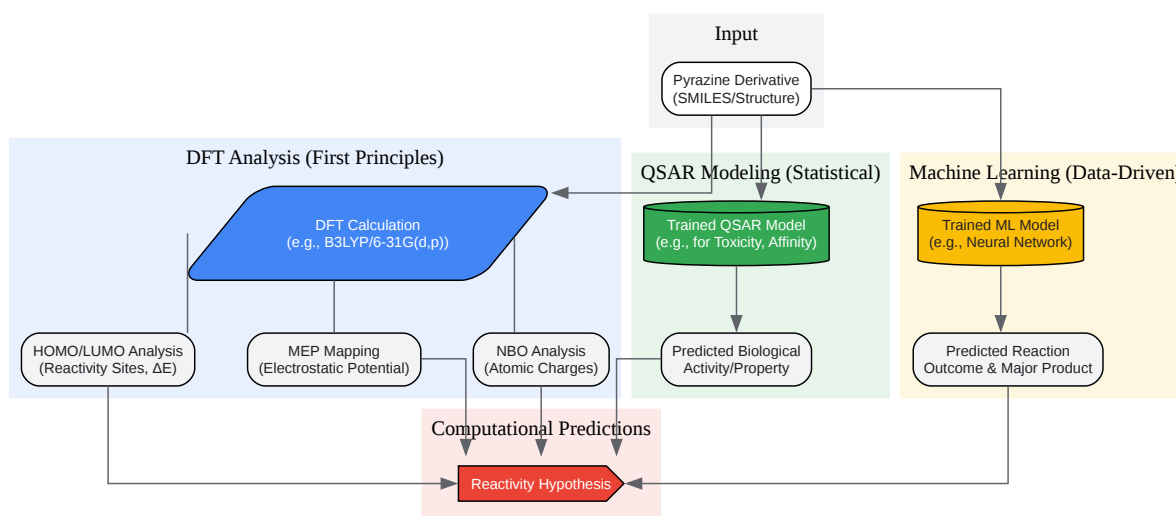 Input
Pyrazine Derivative
(SMILES/Structure)
DFT Analysis (First Principles)
DFT Calculation
(e.g., B3LYP/6-31G(d,p))
HOMO/LUMO Analysis
(Reactivity Sites, ΔE)
MEP Mapping
(Electrostatic Potential)
NBO Analysis
(Atomic Charges)
QSAR Modeling (Statistical)
Trained QSAR Model
(e.g., for Toxicity, Affinity)
Predicted Biological
Activity/Property
Machine Learning (Data-Driven)
Trained ML Model
(e.g., Neural Network)
Predicted Reaction
Outcome & Major Product
Computational Predictions
Reactivity Hypothesis